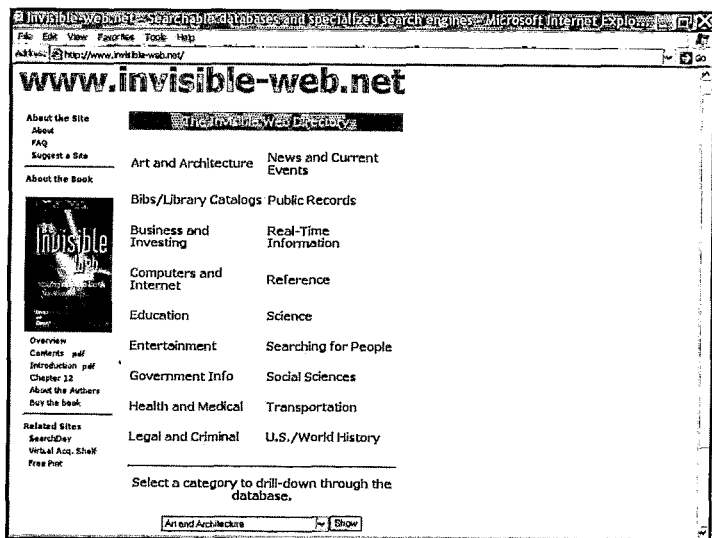 Invisible-web.net - Searchable databases and specialized search engines - Microsoft Internet Explo...
File Edit View Favorites Tools Help
Address http://www.invisible-web.net/ Go
www.invisible-web.net
About the Site
About
FAQ
Suggest a Site
About the Book
Invisible
Web
Overview
Contents pdf
Introduction pdf
Chapter 12
About the Authors
Buy the book
Related Sites
SearchDay
Virtual Acq. Shelf
Free Pint
The Invisible Web Directory
Art and Architecture News and Current
Events
Bibs/Library Catalogs Public Records
Business and Real-Time
Investing Information
Computers and
Internet Reference
Education Science
Entertainment Searching for People
Government Info Social Sciences
Health and Medical Transportation
Legal and Criminal U.S./World History
Select a category to drill-down through the
database.
Art and Architecture Show